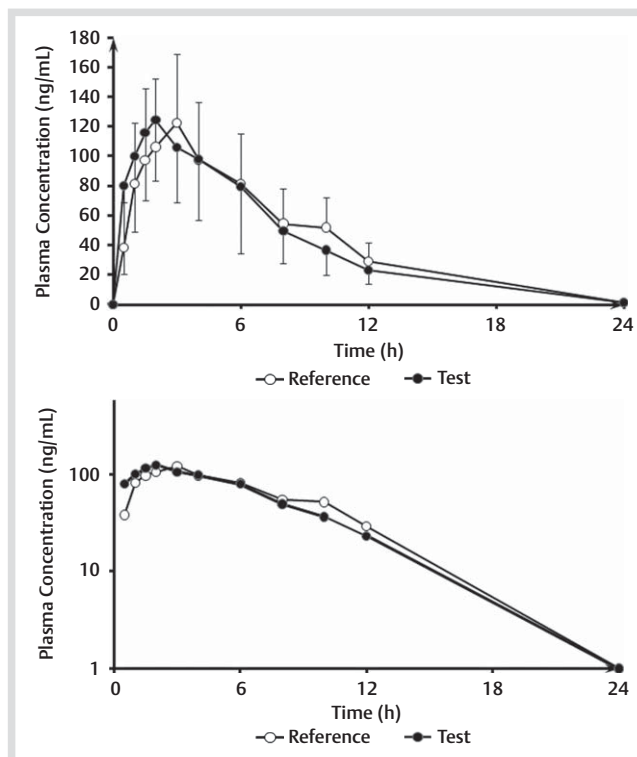 Plasma Concentration (ng/mL)
180
160
140
120
100
80
60
40
20
0
0 6 12 18 24
Time (h)
Reference Test
Plasma Concentration (ng/mL)
100
10
1
0 6 12 18 24
Time (h)
Reference Test